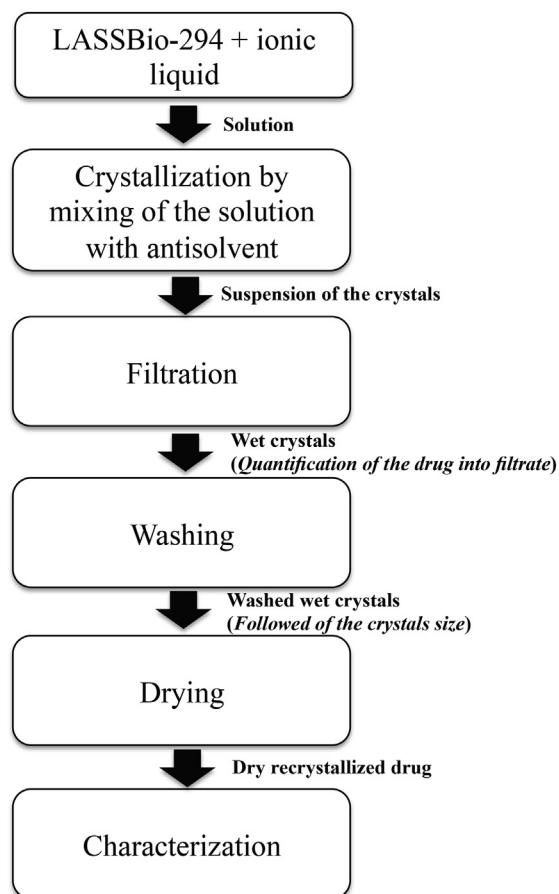 LASSBio-294 + ionic
liquid
Solution
Crystallization by
mixing of the solution
with antisolvent
Suspension of the crystals
Filtration
Wet crystals
(Quantification of the drug into filtrate)
Washing
Washed wet crystals
(Followed of the crystals size)
Drying
Dry recrystallized drug
Characterization